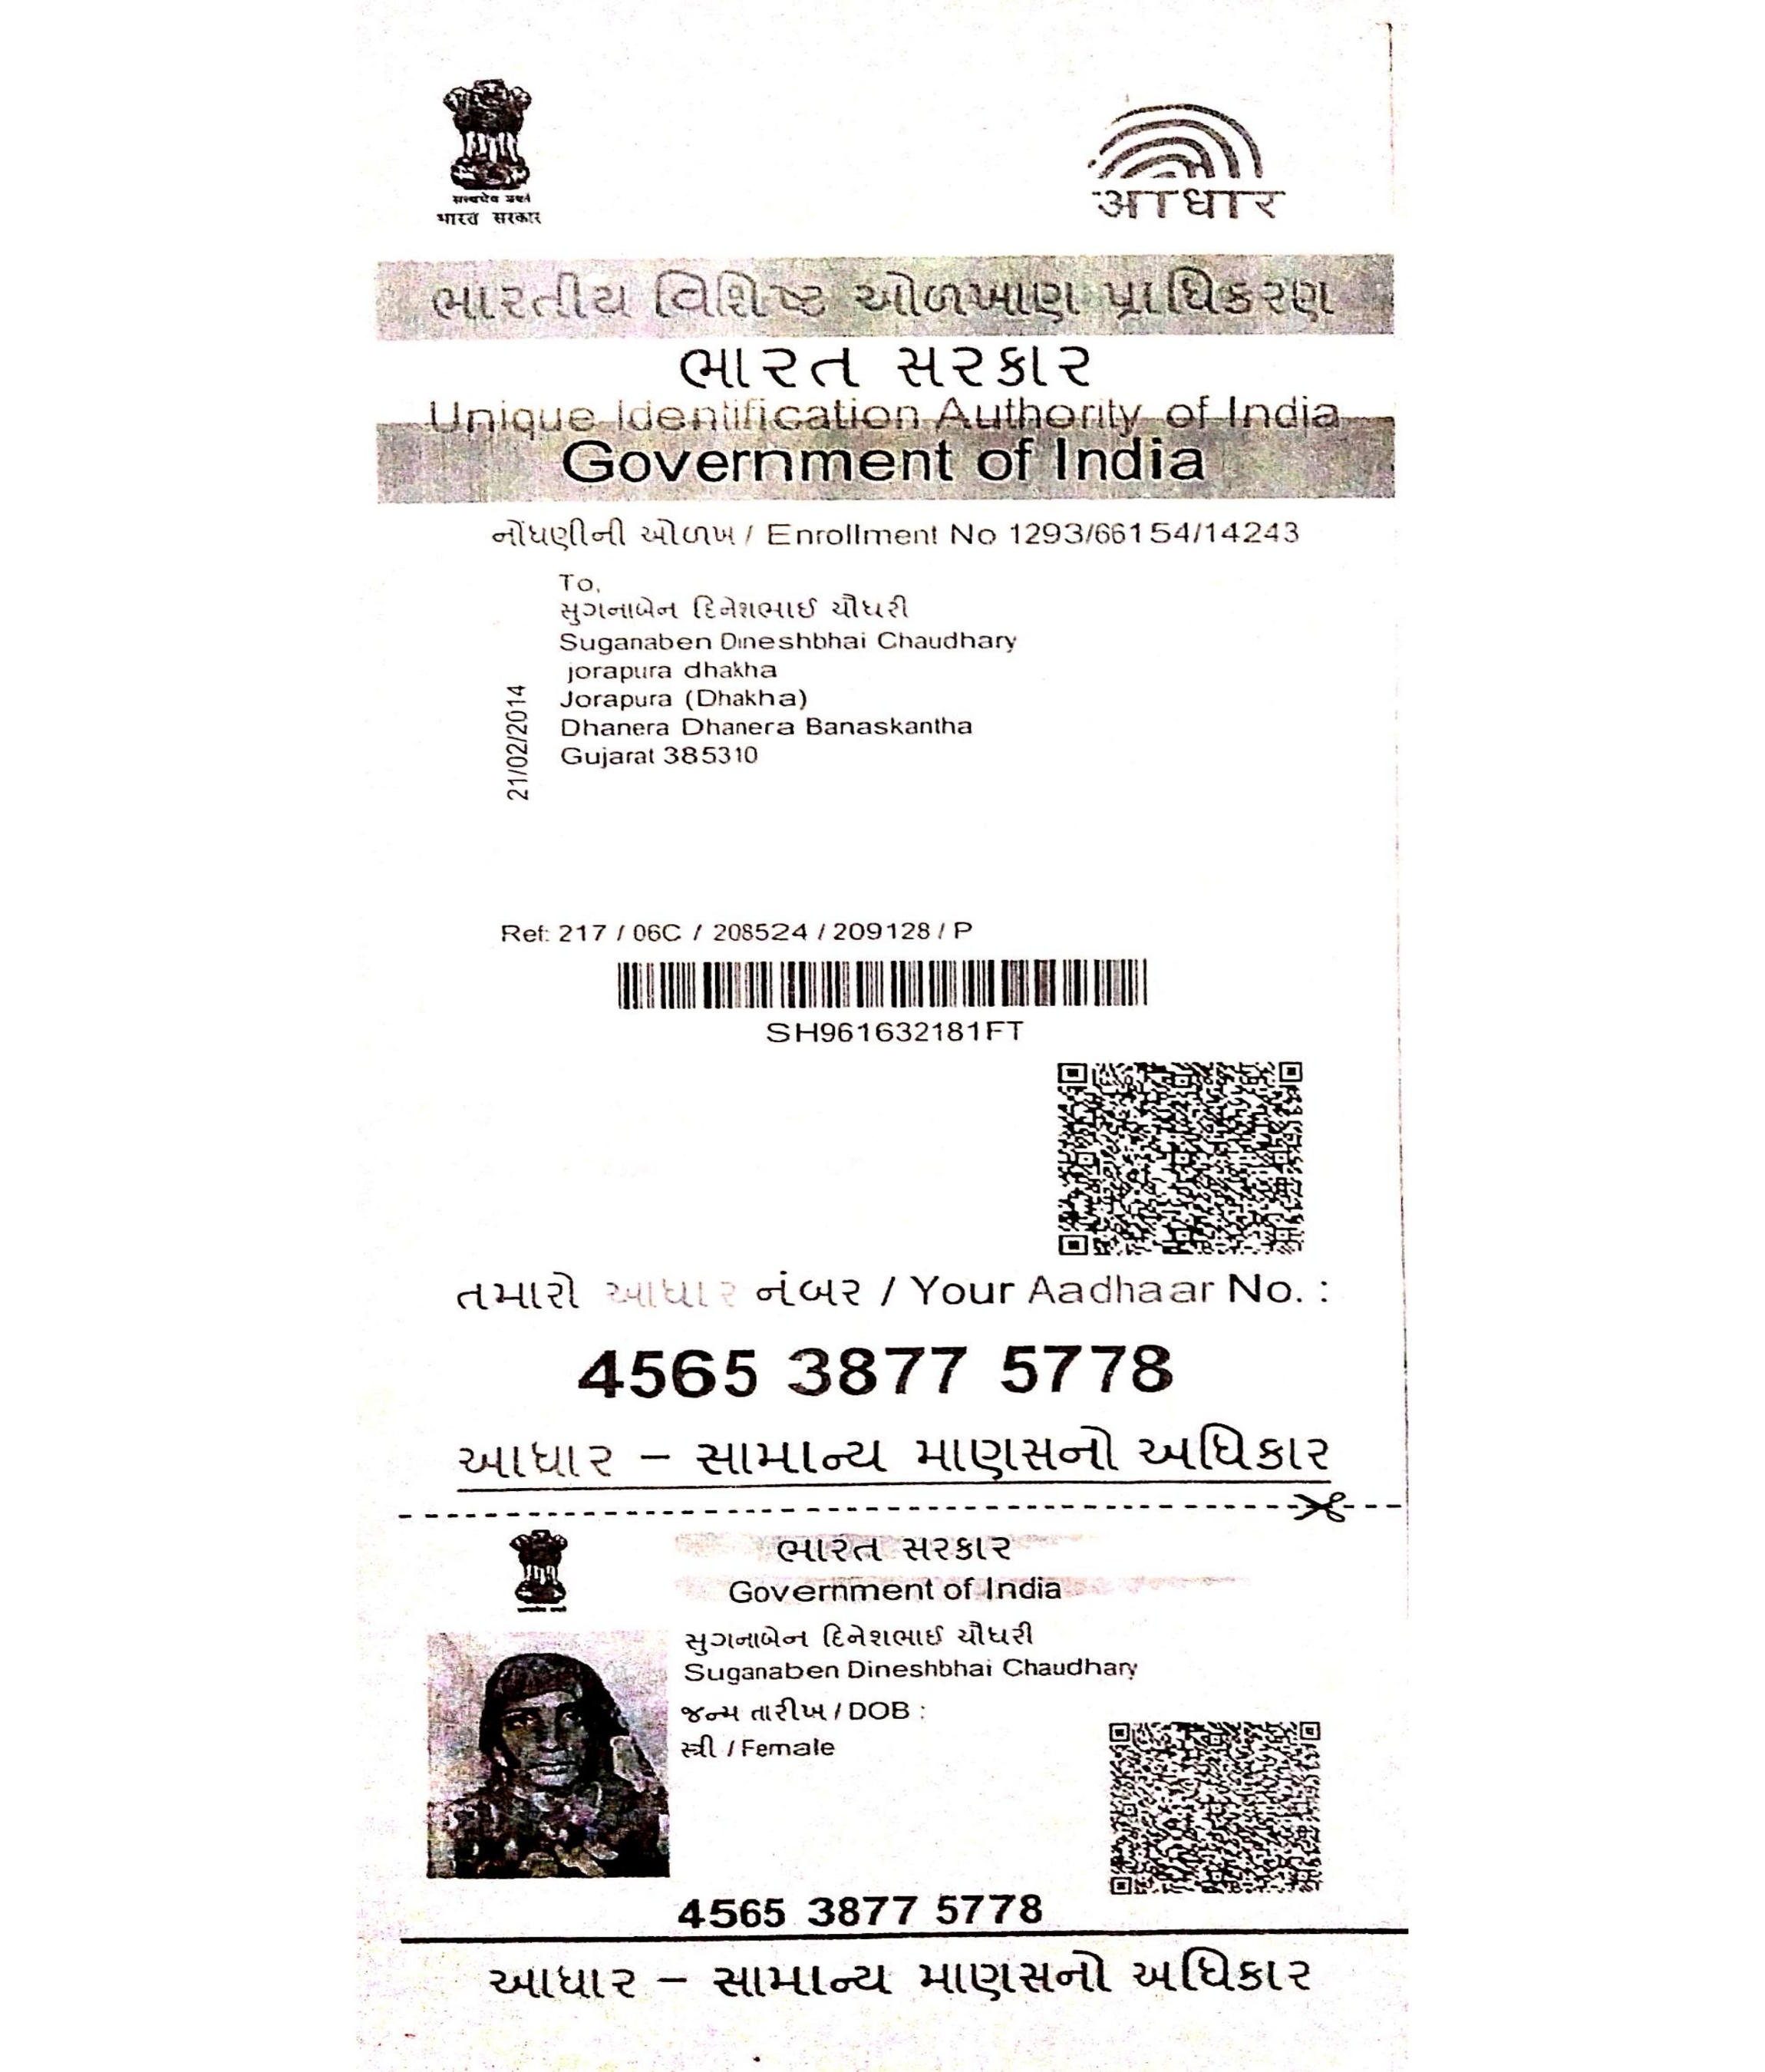 भारत सरकार
आधार
ભારતીય વિશિષ્ટ ઓળખાણ પ્રાધિકરણ
ભારત સરકાર
Unique Identification Authority of India
Government of India
નોંધણીની ઓળખ / Enrollment No 1293/66154/14243
To,
સુગનાબેન દિનેશભાઈ ચૌધરી
Suganaben Dineshbhai Chaudhary
jorapura dhakha
Jorapura (Dhakha)
Dhanera Dhanera Banaskantha
Gujarat 385310
21/02/2014
Ref: 217 / 06C / 208524 / 209128 / P
SH961632181FT
તમારો આધાર નંબર / Your Aadhaar No. :
4565 3877 5778
આધાર – સામાન્ય માણસનો અધિકાર
ભારત સરકાર
Government of India
સુગનાબેન દિનેશભાઈ ચૌધરી
Suganaben Dineshbhai Chaudhary
જન્મ તારીખ / DOB :
સ્ત્રી / Female
4565 3877 5778
આધાર – સામાન્ય માણસનો અધિકાર